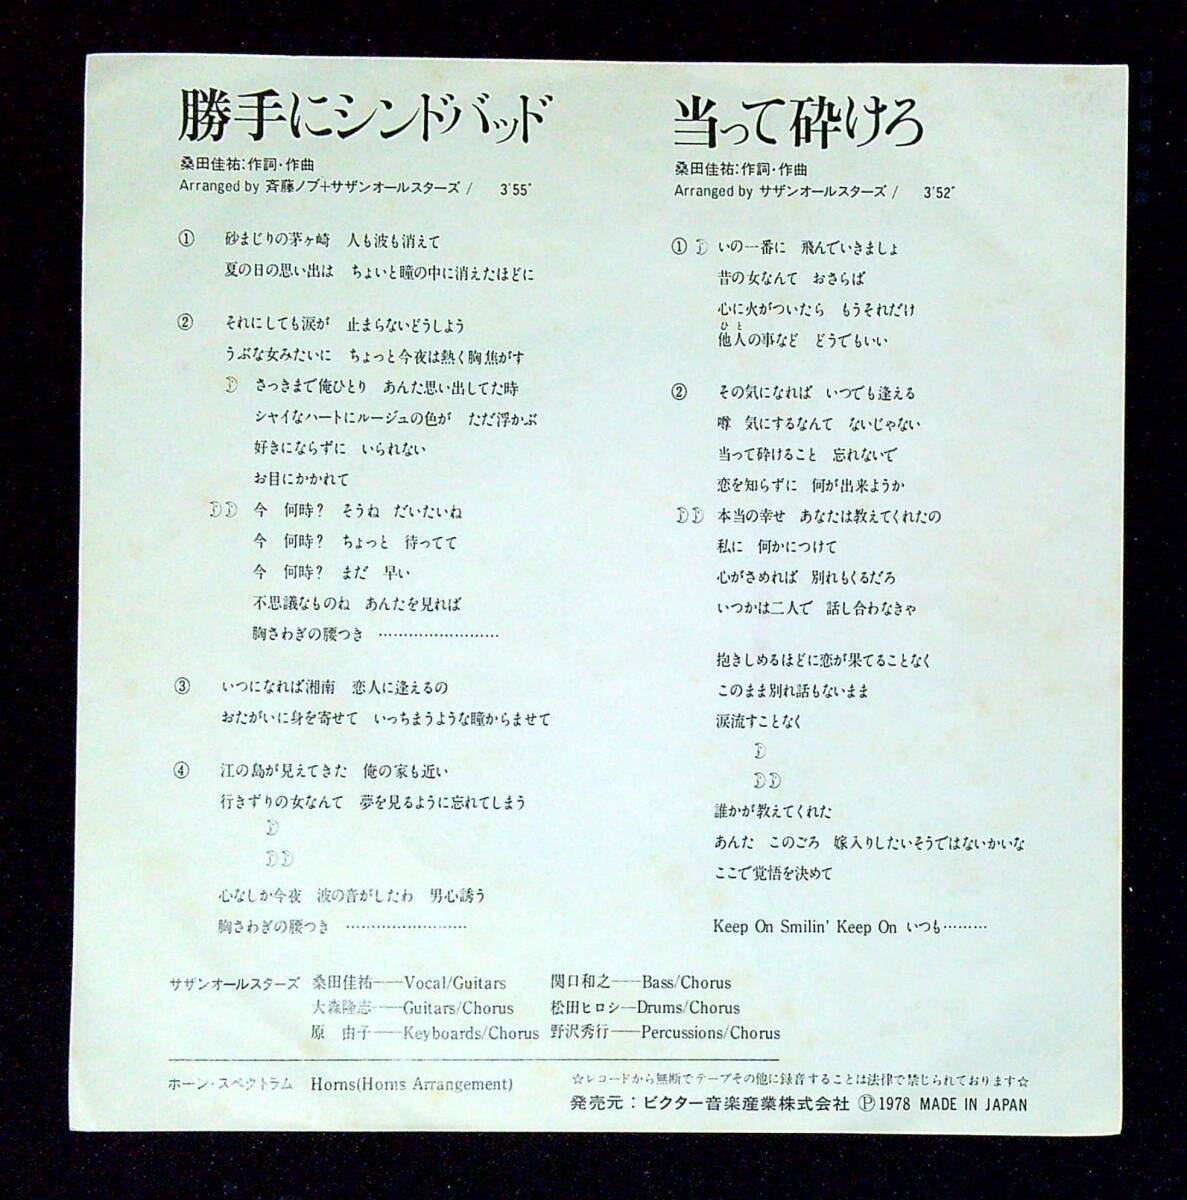 勝手にシンドバッド
桑田佳祐：作詞・作曲
Arranged by 斉藤ノブ＋サザンオールスターズ / 3'55"
① 砂まじりの茅ヶ崎　人も波も消えて
夏の日の思い出は　ちょいと瞳の中に消えたほどに
② それにしても涙が　止まらないどうしよう
うぶな女みたいに　ちょっと今夜は熱く胸焦がす
D さっきまで俺ひとり　あんた思い出してた時
シャイなハートにルージュの色が　ただ浮かぶ
好きにならずに　いられない
お目にかかれて
DD 今　何時？　そうね　だいたいね
今　何時？　ちょっと　待ってて
今　何時？　まだ　早い
不思議なものね　あんたを見れば
胸さわぎの腰つき ……………………
③ いつになれば湘南　恋人に逢えるの
おたがいに身を寄せて　いっちまうような瞳からませて
④ 江の島が見えてきた　俺の家も近い
行きずりの女なんて　夢を見るように忘れてしまう
D
DD
心なしか今夜　波の音がしたわ　男心誘う
胸さわぎの腰つき ……………………
当って砕けろ
桑田佳祐：作詞・作曲
Arranged by サザンオールスターズ / 3'52"
① D いの一番に　飛んでいきましょ
昔の女なんて　おさらば
心に火がついたら　もうそれだけ
ひと
他人の事など　どうでもいい
② その気になれば　いつでも逢える
噂　気にするなんて　ないじゃない
当って砕けること　忘れないで
恋を知らずに　何が出来ようか
DD 本当の幸せ　あなたは教えてくれたの
私に　何かにつけて
心がさめれば　別れもくるだろ
いつかは二人で　話し合わなきゃ
抱きしめるほどに恋が果てることなく
このまま別れ話もないまま
涙流すことなく
D
DD
誰かが教えてくれた
あんた　このごろ　嫁入りしたいそうではないかいな
ここで覚悟を決めて
Keep On Smilin' Keep On いつも………
サザンオールスターズ　桑田佳祐——Vocal/Guitars　関口和之——Bass/Chorus
大森隆志——Guitars/Chorus　松田ヒロシ—Drums/Chorus
原　由子——Keyboards/Chorus　野沢秀行——Percussions/Chorus
ホーン・スペクトラム　Horns(Horns Arrangement)
☆レコードから無断でテープその他に録音することは法律で禁じられております☆
発売元：ビクター音楽産業株式会社 Ⓟ1978 MADE IN JAPAN